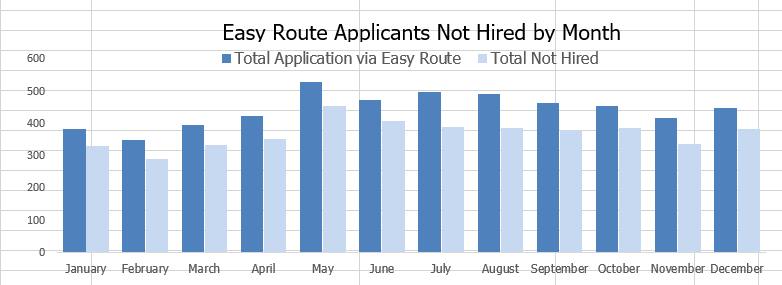 Easy Route Applicants Not Hired by Month
Total Application via Easy Route Total Not Hired
600
500
400
300
200
100
0
January February March April May June July August September October November December